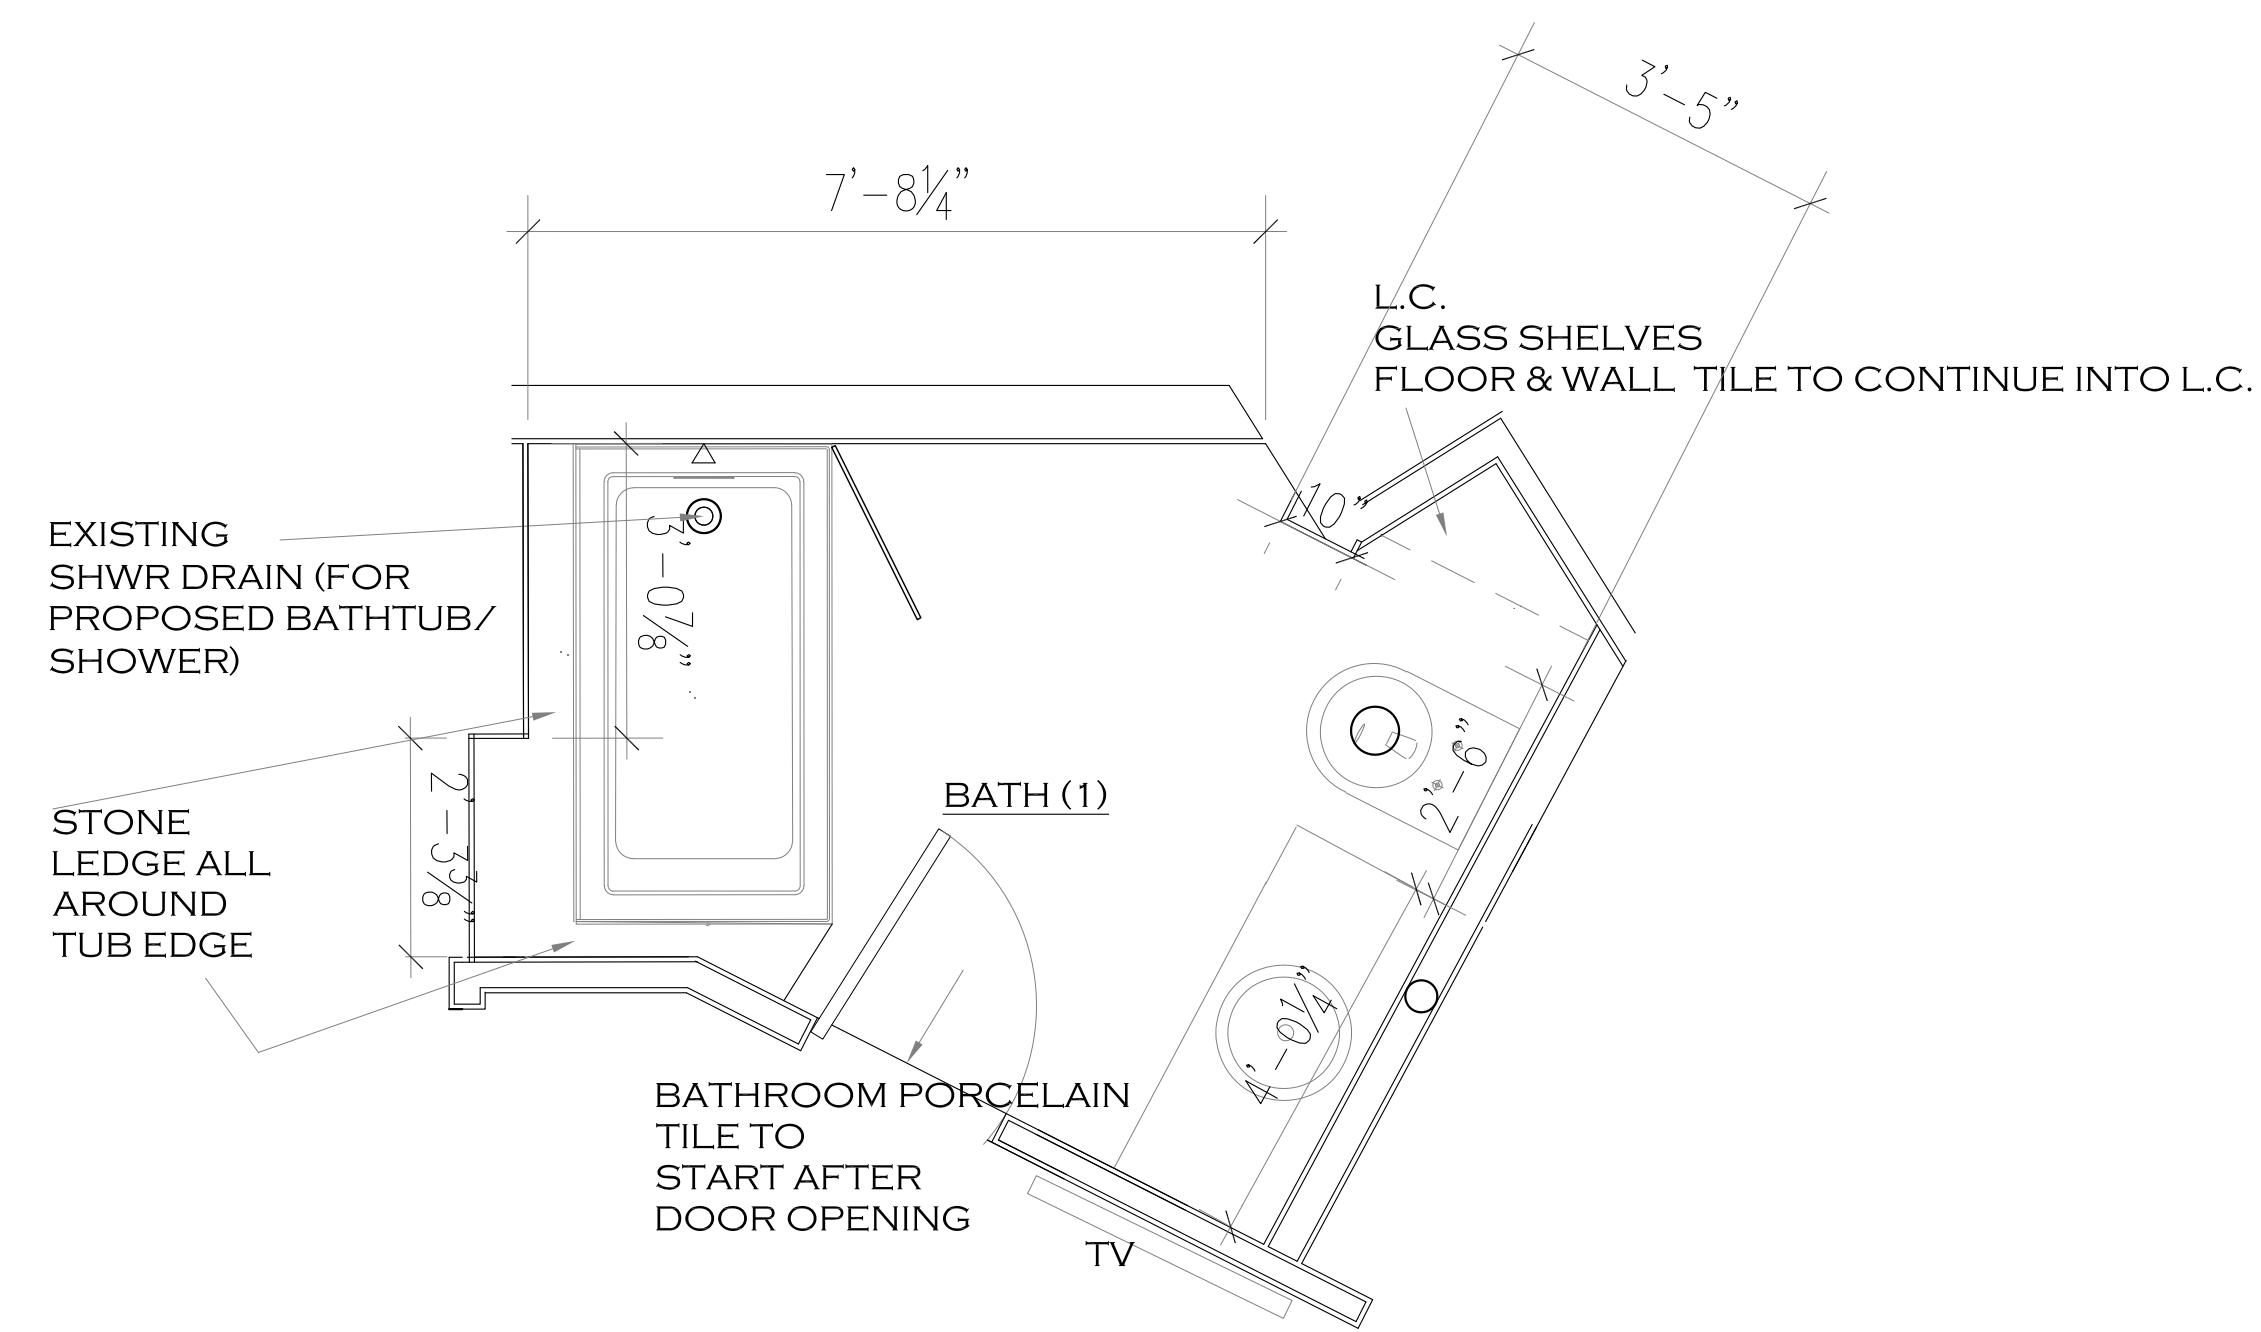 3'-5"
7'-8¼"
L.C.
GLASS SHELVES
FLOOR & WALL TILE TO CONTINUE INTO L.C.
10"
EXISTING
SHWR DRAIN (FOR
PROPOSED BATHTUB/
SHOWER)
3'-0⅞"
2'-6"
BATH (1)
2'-3⅜"
STONE
LEDGE ALL
AROUND
TUB EDGE
4'-0¼"
BATHROOM PORCELAIN
TILE TO
START AFTER
DOOR OPENING
TV